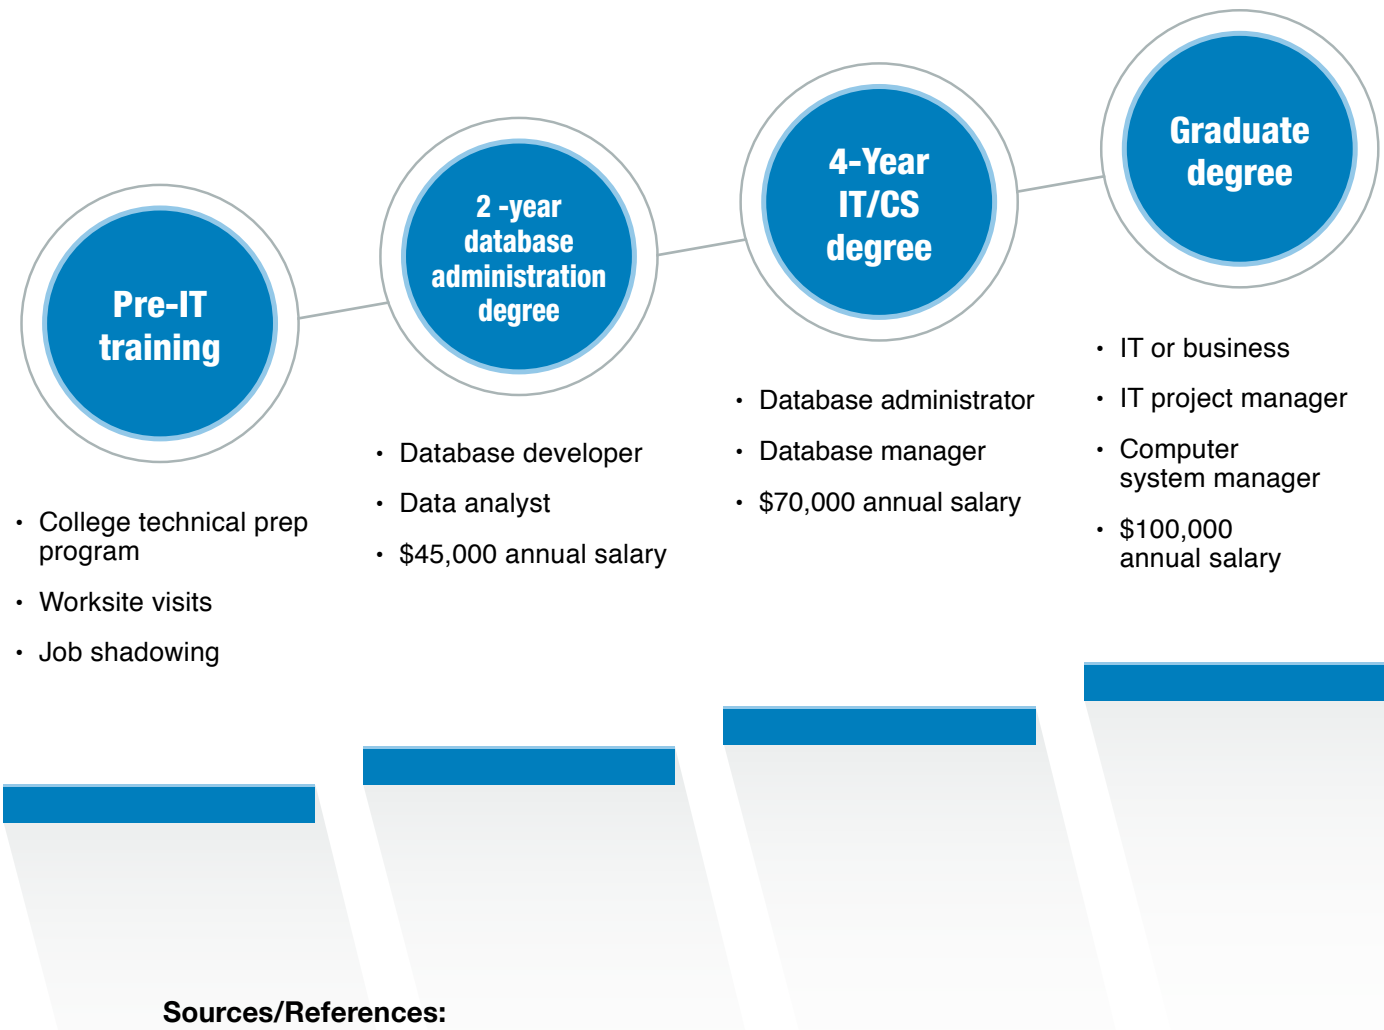 Pre-IT
training
• College technical prep
program
• Worksite visits
• Job shadowing
2 -year
database
administration
degree
• Database developer
• Data analyst
• $45,000 annual salary
4-Year
IT/CS
degree
• Database administrator
• Database manager
• $70,000 annual salary
Graduate
degree
• IT or business
• IT project manager
• Computer
system manager
• $100,000
annual salary
Sources/References: